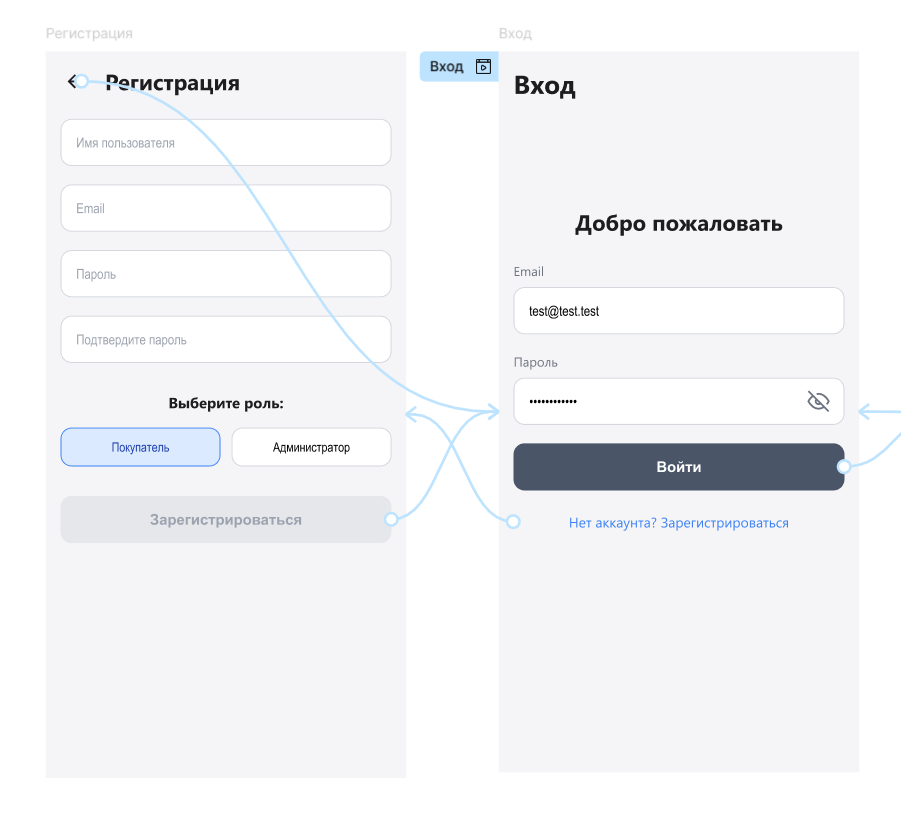 Регистрация
Регистрация
Имя пользователя
Email
Пароль
Подтвердите пароль
Выберите роль:
Покупатель
Администратор
Зарегистрироваться
Вход
Вход
Вход
Добро пожаловать
Email
test@test.test
Пароль
••••••••••••
Войти
Нет аккаунта? Зарегистрироваться